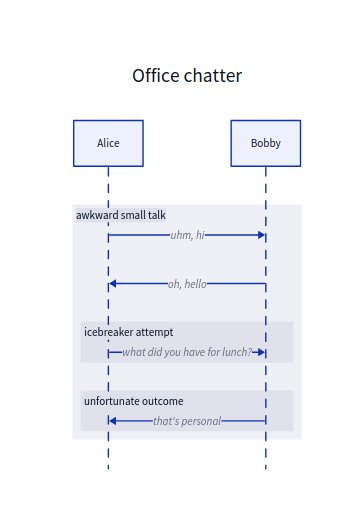 Office chatter
Alice
Bobby
awkward small talk
uhm, hi
oh, hello
icebreaker attempt
what did you have for lunch?
unfortunate outcome
that's personal